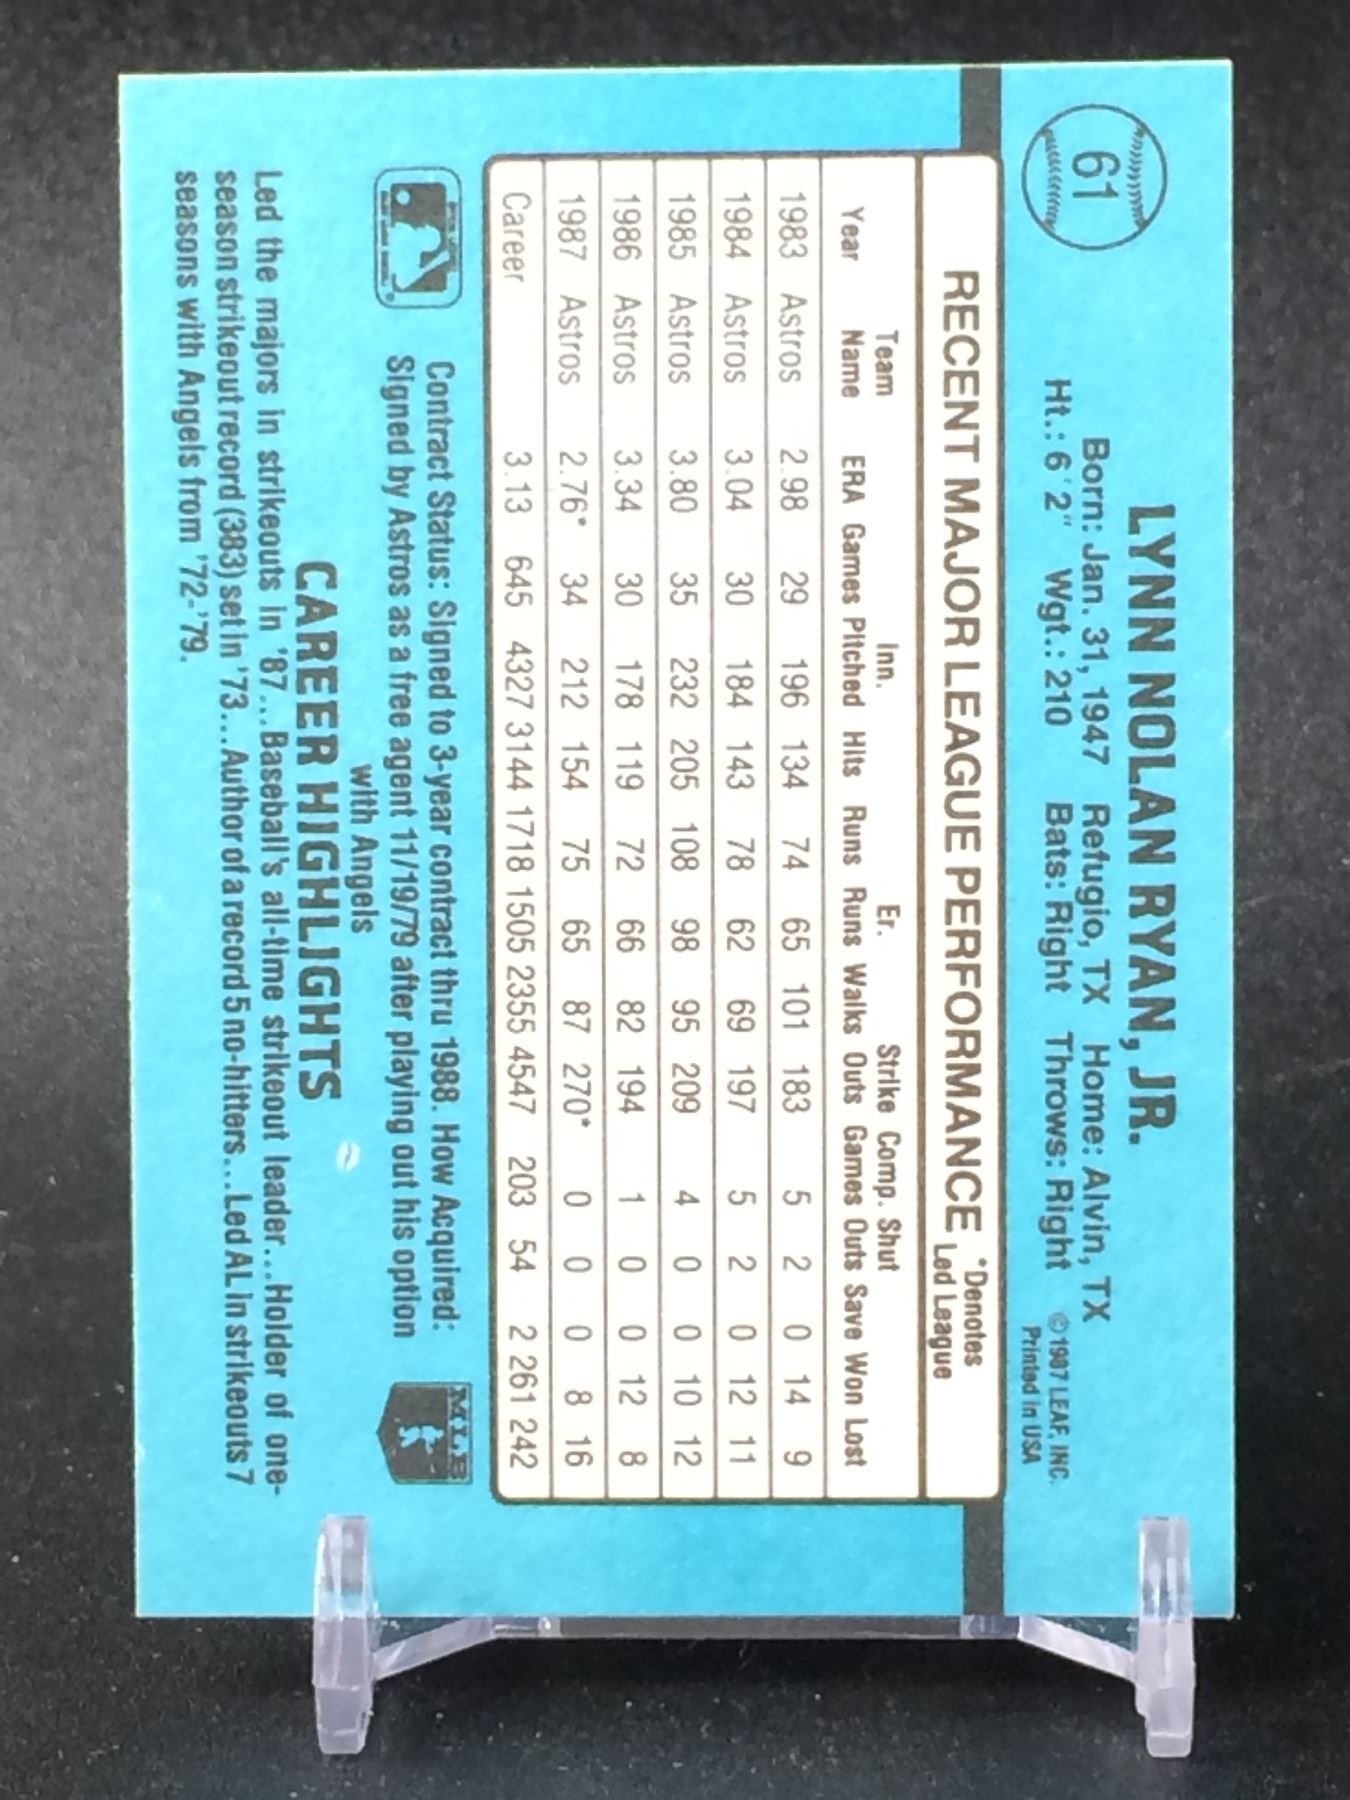 61
LYNN NOLAN RYAN, JR.
Born: Jan. 31, 1947 Refugio, TX Home: Alvin, TX
Ht.: 6'2" Wgt.: 210 Bats: Right Throws: Right
© 1987 LEAF, INC.
Printed in USA
RECENT MAJOR LEAGUE PERFORMANCE *Denotes Led League
Team Inn. Er. Strike Comp. Shut
Year Name ERA Games Pitched Hits Runs Runs Walks Outs Games Outs Save Won Lost
1983 Astros 2.98 29 196 134 74 65 101 183 5 2 0 14 9
1984 Astros 3.04 30 184 143 78 62 69 197 5 2 0 12 11
1985 Astros 3.80 35 232 205 108 98 95 209 4 0 0 10 12
1986 Astros 3.34 30 178 119 72 66 82 194 1 0 0 12 8
1987 Astros 2.76* 34 212 154 75 65 87 270* 0 0 0 8 16
Career 3.13 645 4327 3144 1718 1505 2355 4547 203 54 2 261 242
Contract Status: Signed to 3-year contract thru 1988. How Acquired:
Signed by Astros as a free agent 11/19/79 after playing out his option
with Angels
MLB
CAREER HIGHLIGHTS
Led the majors in strikeouts in '87...Baseball's all-time strikeout leader...Holder of one-
season strikeout record (383) set in '73...Author of a record 5 no-hitters...Led AL in strikeouts 7
seasons with Angels from '72-'79.